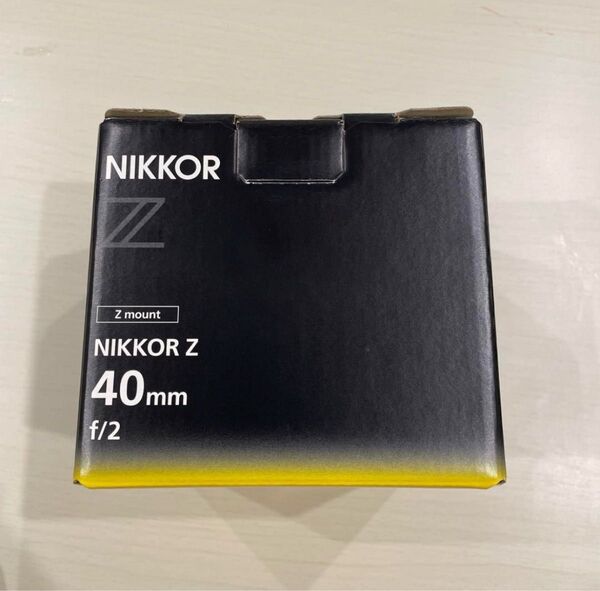 NIKKOR
Z
Z mount
NIKKOR Z
40mm
f/2